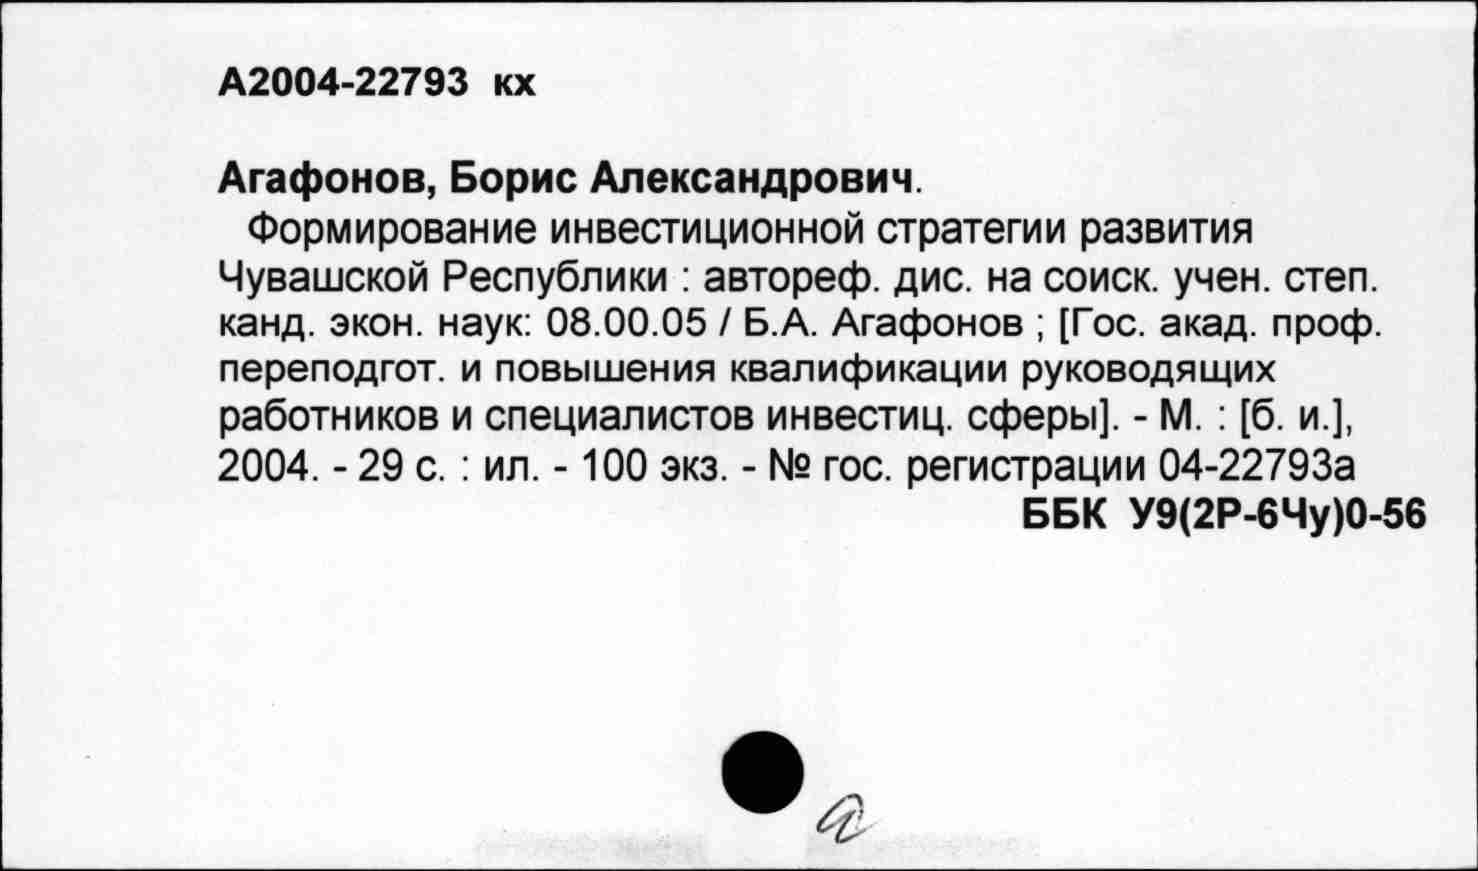 А2004-22793 кх
Агафонов, Борис Александрович.
Формирование инвестиционной стратегии развития
Чувашской Республики : автореф. дис. на соиск. учен. степ.
канд. экон. наук: 08.00.05 / Б.А. Агафонов ; [Гос. акад. проф.
переподгот. и повышения квалификации руководящих
работников и специалистов инвестиц. сферы]. - М. : [б. и.],
2004. - 29 с. : ил. - 100 экз. - № гос. регистрации 04-22793а
ББК У9(2Р-6Чу)0-56